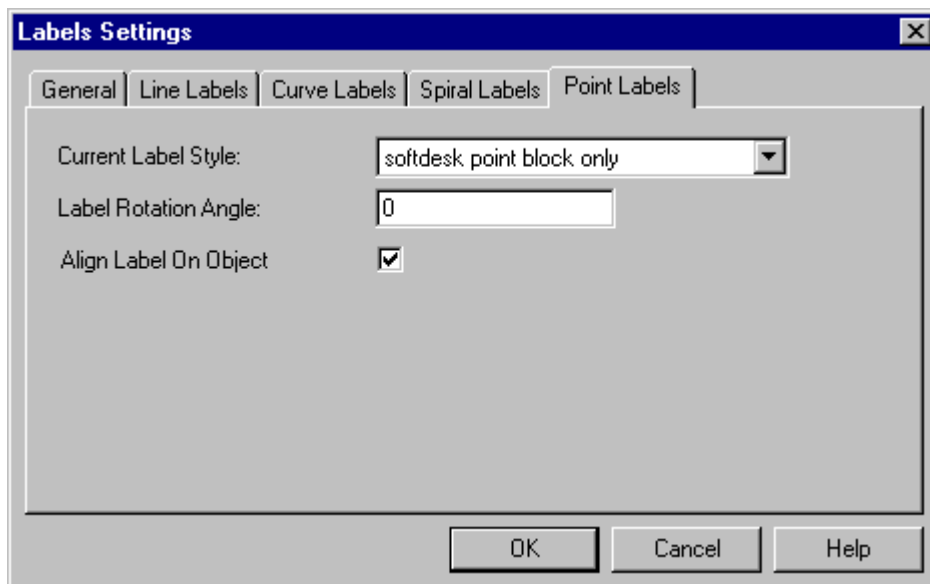 Labels Settings
General Line Labels Curve Labels Spiral Labels Point Labels
Current Label Style: softdesk point block only
Label Rotation Angle: 0
Align Label On Object
OK Cancel Help